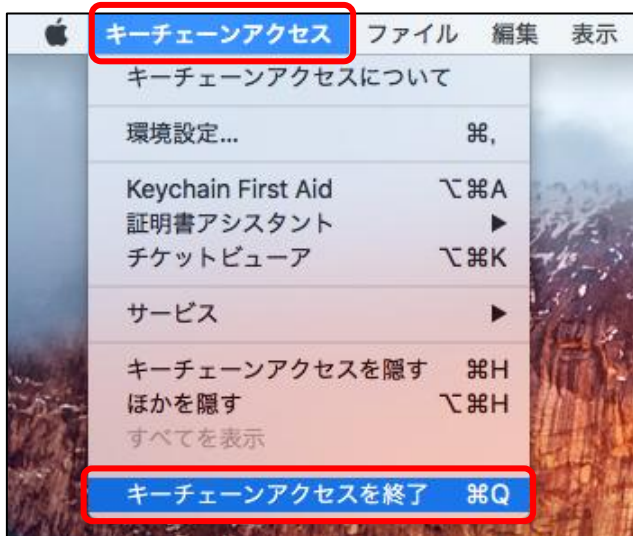 キーチェーンアクセス ファイル 編集 表示
キーチェーンアクセスについて
環境設定... ⌘,
Keychain First Aid ⌥⌘A
証明書アシスタント ▶
チケットビューア ⌥⌘K
サービス ▶
キーチェーンアクセスを隠す ⌘H
ほかを隠す ⌥⌘H
すべてを表示
キーチェーンアクセスを終了 ⌘Q